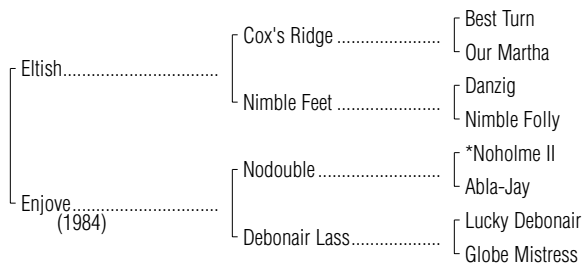 Best Turn
Cox's Ridge
Our Martha
Eltish
Danzig
Nimble Feet
Nimble Folly
*Noholme II
Nodouble
Abla-Jay
Enjove
(1984)
Lucky Debonair
Debonair Lass
Globe Mistress